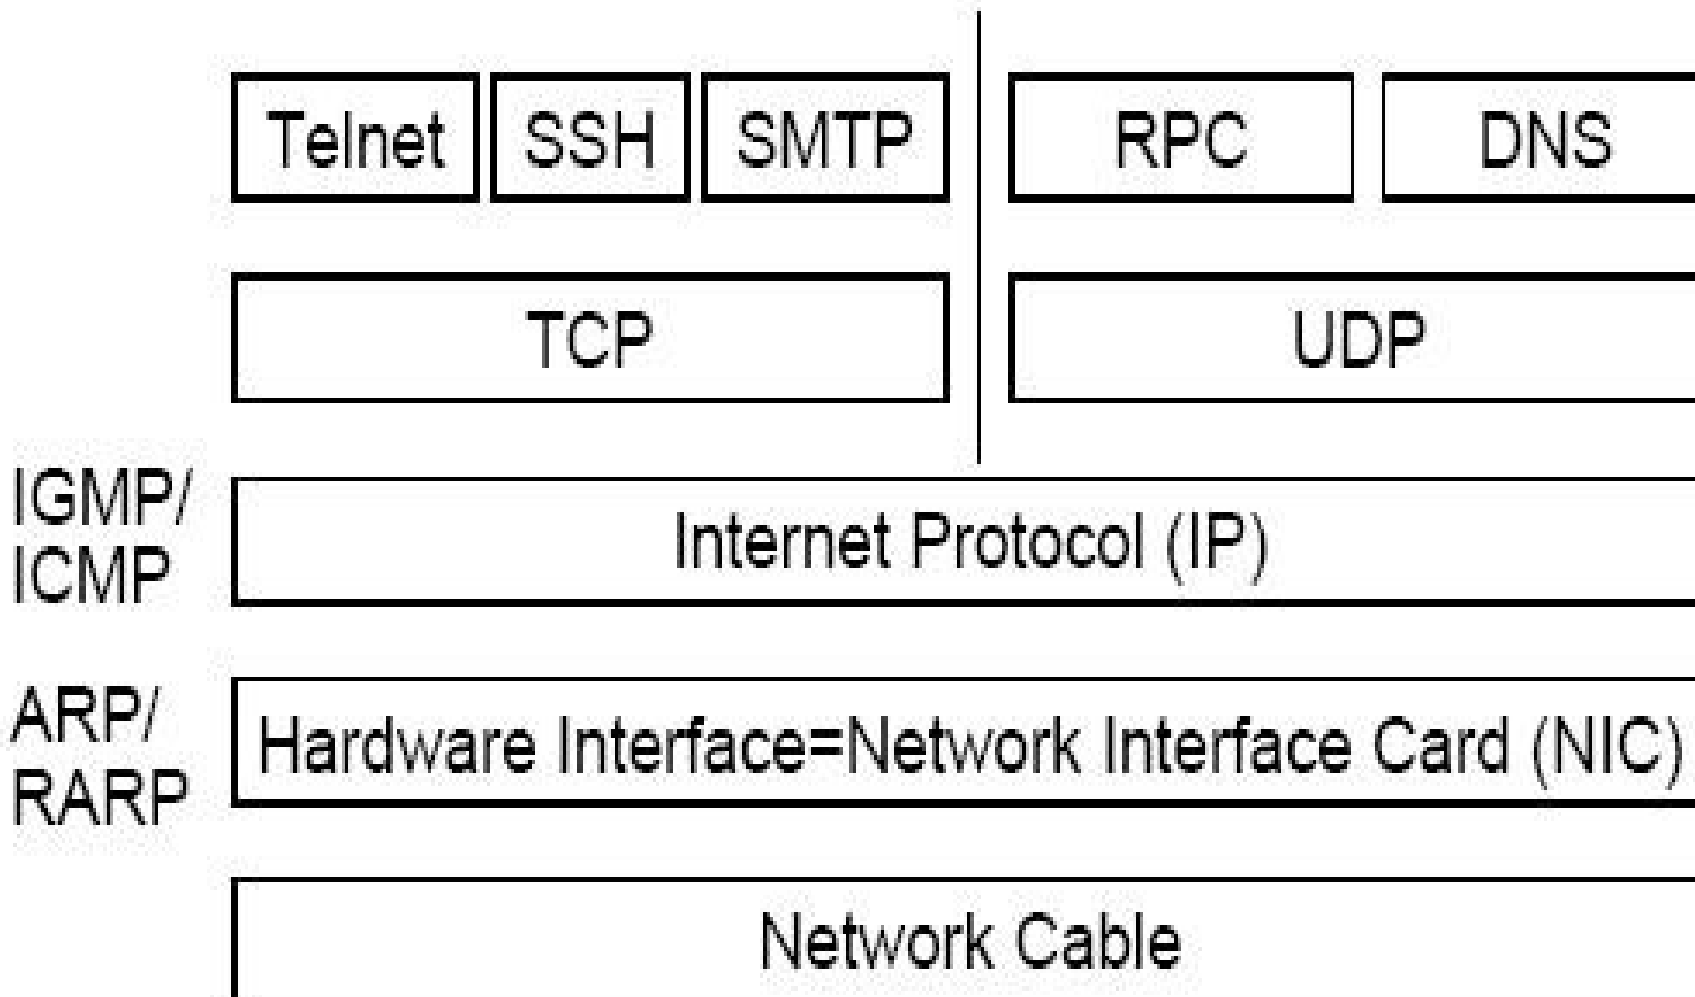 Telnet SSH SMTP RPC DNS
TCP UDP
IGMP/
ICMP
Internet Protocol (IP)
ARP/
RARP
Hardware Interface=Network Interface Card (NIC)
Network Cable